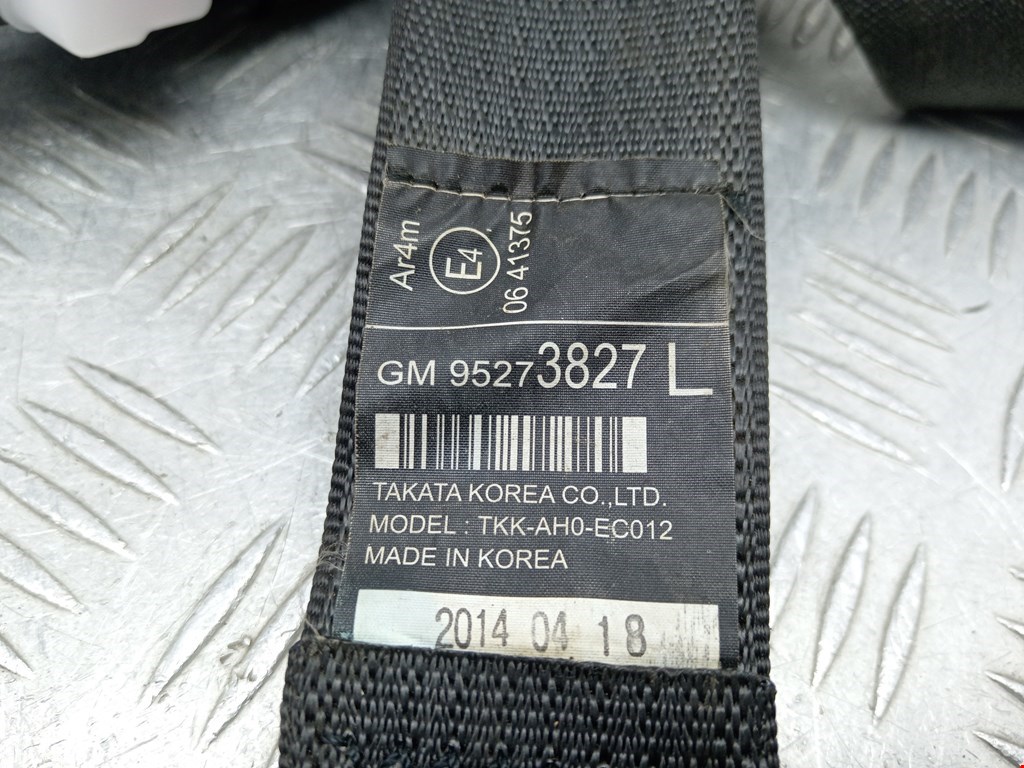 Ar4m
E4
06 41375
GM 95273827 L
TAKATA KOREA CO.,LTD.
MODEL : TKK-AH0-EC012
MADE IN KOREA
2014 04 18